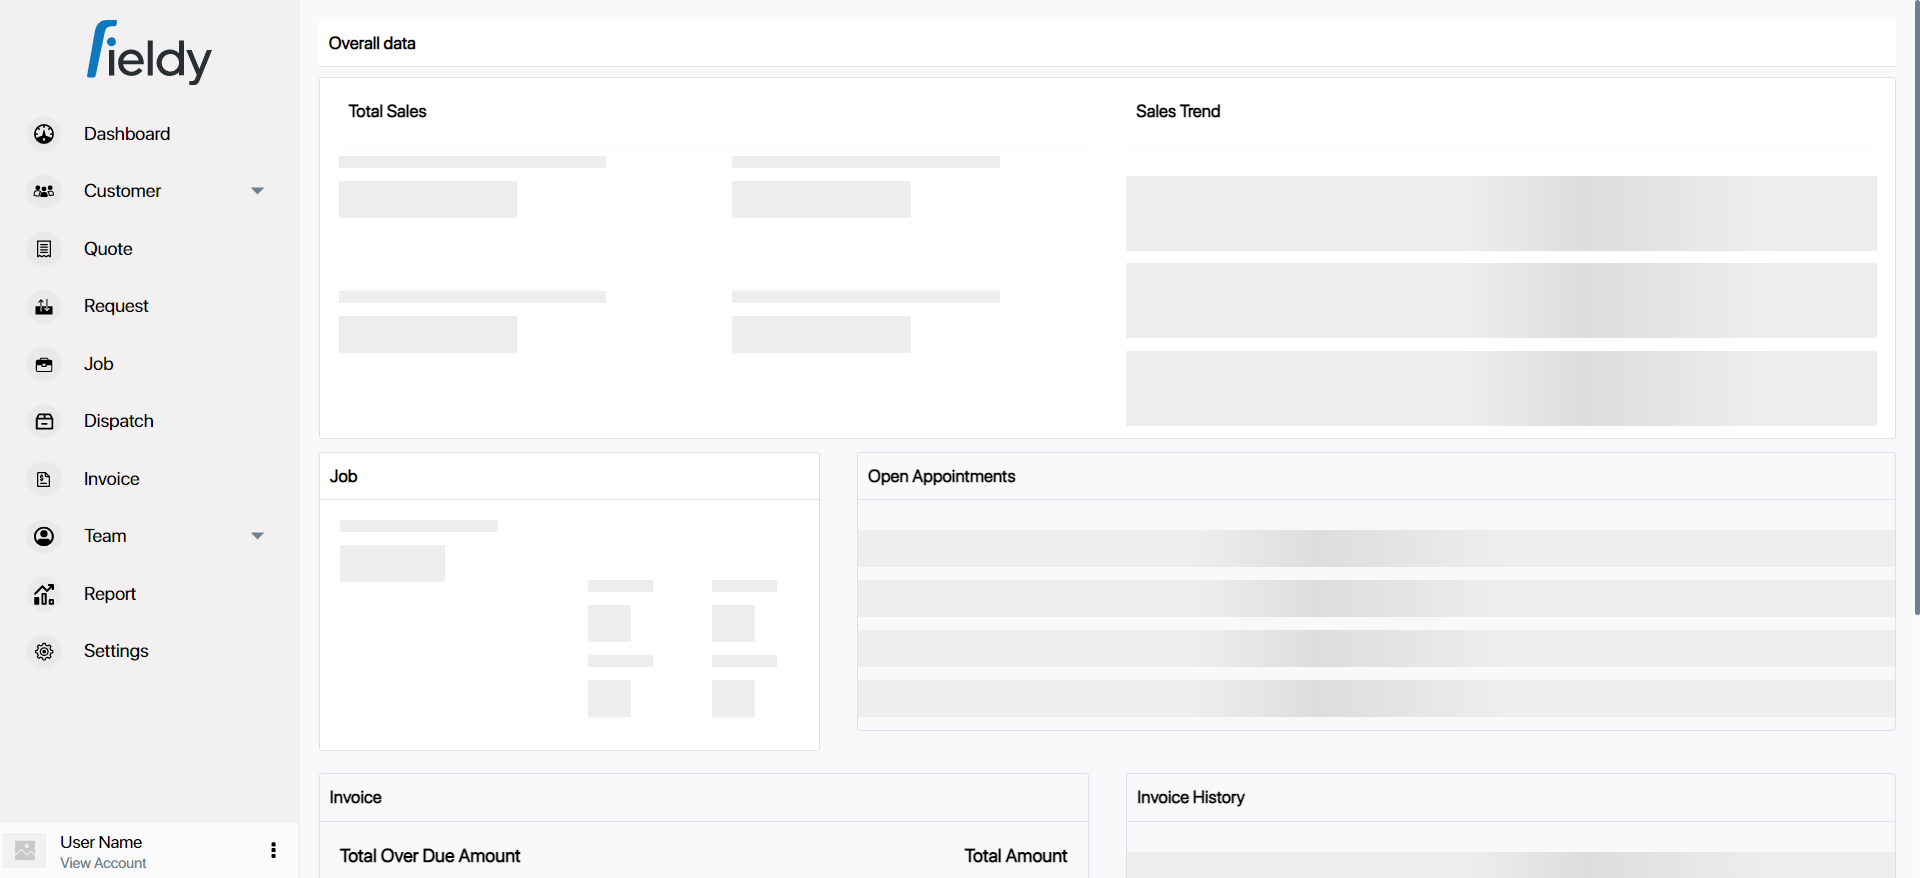 fieldy
Dashboard
Customer
Quote
Request
Job
Dispatch
Invoice
Team
Report
Settings
User Name
View Account
Overall data
Total Sales
Sales Trend
Job
Open Appointments
Invoice
Total Over Due Amount
Total Amount
Invoice History